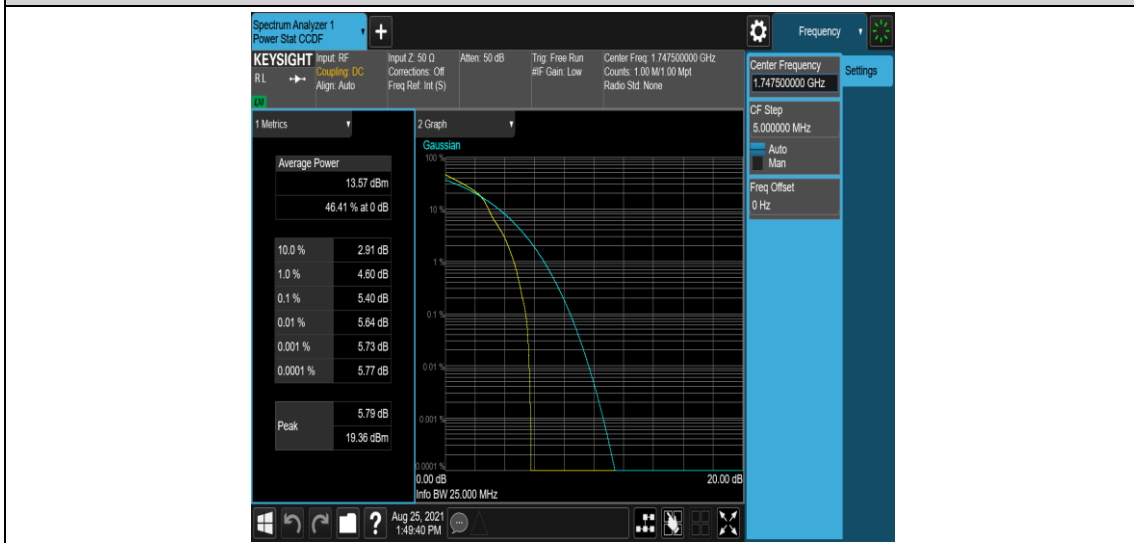 Spectrum Analyzer 1
Power Stat CCDF
+
Frequency
KEYSIGHT
RL
LXI
Input: RF
Coupling: DC
Align: Auto
Input Z: 50 Ω
Corrections: Off
Freq Ref: Int (S)
Atten: 50 dB
Trig: Free Run
#IF Gain: Low
Center Freq: 1.747500000 GHz
Counts: 1.00 M/1.00 Mpt
Radio Std: None
Center Frequency
1.747500000 GHz
Settings
CF Step
5.000000 MHz
Auto
Man
Freq Offset
0 Hz
1 Metrics
Average Power
13.57 dBm
46.41 % at 0 dB
10.0 % 2.91 dB
1.0 % 4.60 dB
0.1 % 5.40 dB
0.01 % 5.64 dB
0.001 % 5.73 dB
0.0001 % 5.77 dB
Peak 5.79 dB
19.36 dBm
2 Graph
Gaussian
100 %
10 %
1 %
0.1 %
0.01 %
0.001 %
0.0001 %
0.00 dB 20.00 dB
Info BW 25.000 MHz
?
Aug 25, 2021
1:49:40 PM